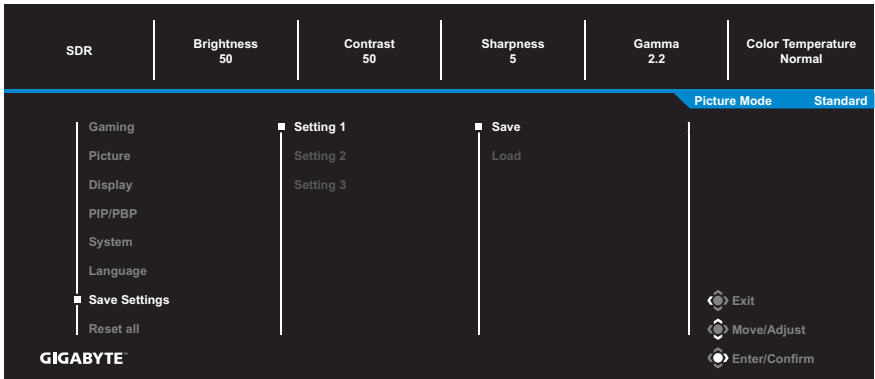 SDR
Brightness
50
Contrast
50
Sharpness
5
Gamma
2.2
Color Temperature
Normal
Picture Mode Standard
Gaming
Picture
Display
PIP/PBP
System
Language
Save Settings
Reset all
Setting 1
Setting 2
Setting 3
Save
Load
Exit
Move/Adjust
Enter/Confirm
GIGABYTE™